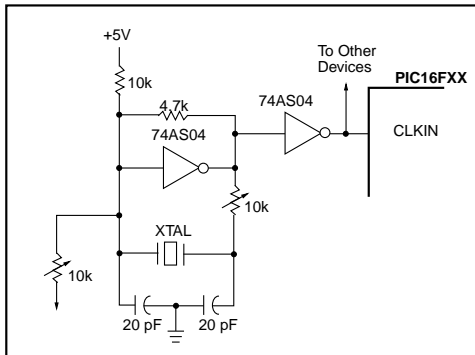 +5V
10k
4.7k
74AS04
74AS04
To Other
Devices
PIC16FXX
CLKIN
10k
XTAL
10k
20 pF
20 pF